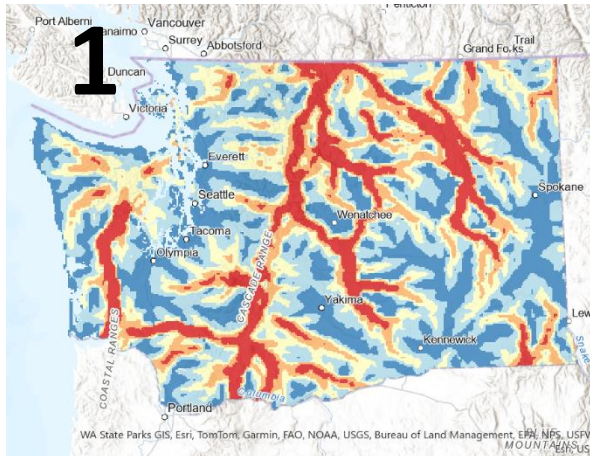 Penticton
Port Alberni
Vancouver
anaimo
Surrey
Abbotsford
Trail
Grand Forks
1
Duncan
Victoria
Everett
Spokane
Seattle
Wenatchee
Tacoma
Olympia
CASCADE RANGE
Yakima
Lew
COASTAL RANGES
Kennewick
Snake
Columbia
Portland
WA State Parks GIS, Esri, TomTom, Garmin, FAO, NOAA, USGS, Bureau of Land Management, EPA, NPS, USFW
MOUNTAINS
Esri, US